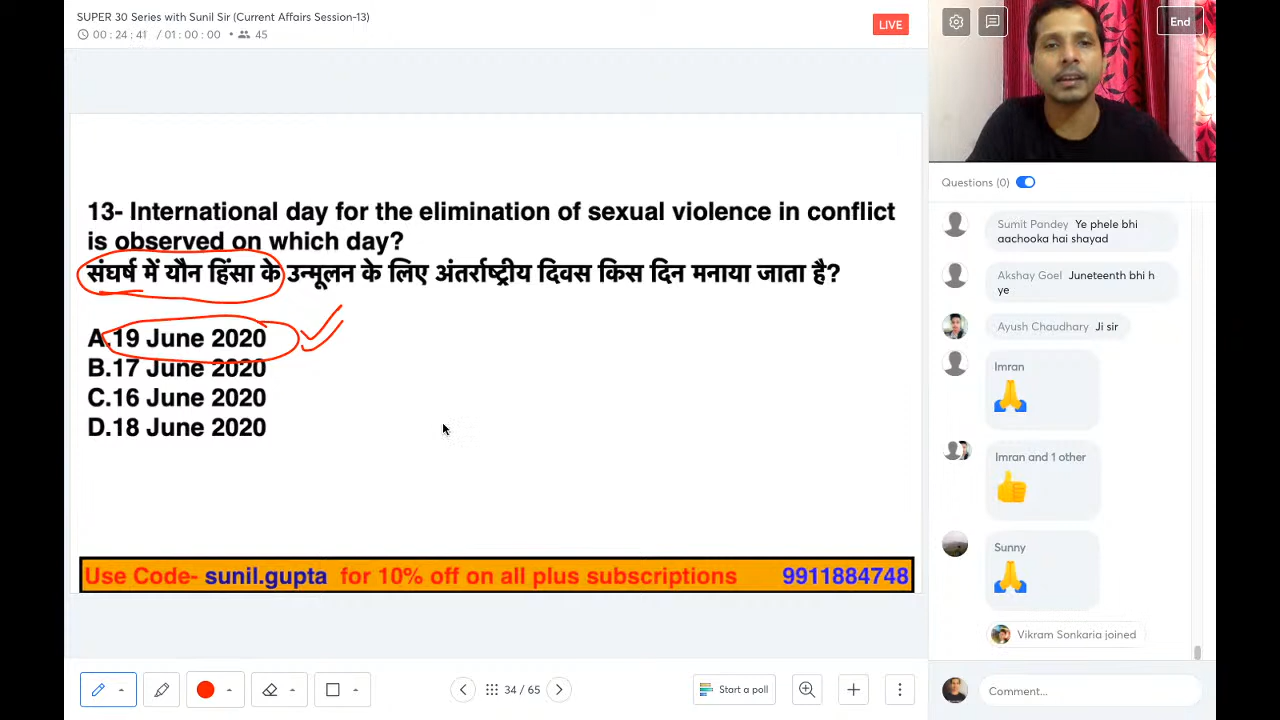 SUPER 30 Series with Sunil Sir (Current Affairs Session-13)
00 : 24 : 41 / 01 : 00 : 00 • 45
LIVE
End
13- International day for the elimination of sexual violence in conflict
is observed on which day?
संघर्ष में यौन हिंसा के उन्मूलन के लिए अंतर्राष्ट्रीय दिवस किस दिन मनाया जाता है?
A.19 June 2020
B.17 June 2020
C.16 June 2020
D.18 June 2020
Use Code- sunil.gupta for 10% off on all plus subscriptions 9911884748
34 / 65
Start a poll
Questions (0)
Sumit Pandey Ye phele bhi
aachooka hai shayad
Akshay Goel Juneteenth bhi h
ye
Ayush Chaudhary Ji sir
Imran
Imran and 1 other
Sunny
Vikram Sonkaria joined
Comment...